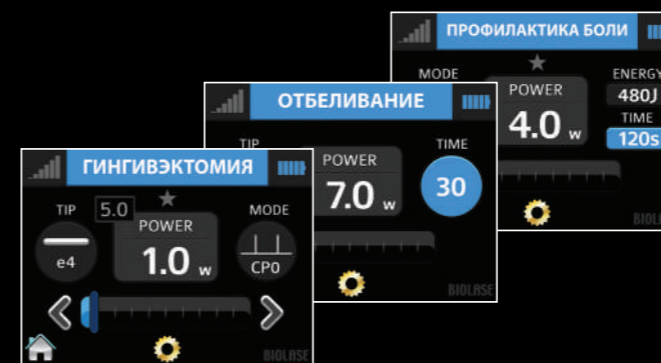 ПРОФИЛАКТИКА БОЛИ
MODE
POWER
4.0 w
ENERGY
480J
TIME
120s
ОТБЕЛИВАНИЕ
TIP
POWER
7.0 w
TIME
30
BIOLASE
ГИНГИВЭКТОМИЯ
TIP
5.0
POWER
1.0 w
MODE
e4
CP0
BIOLASE